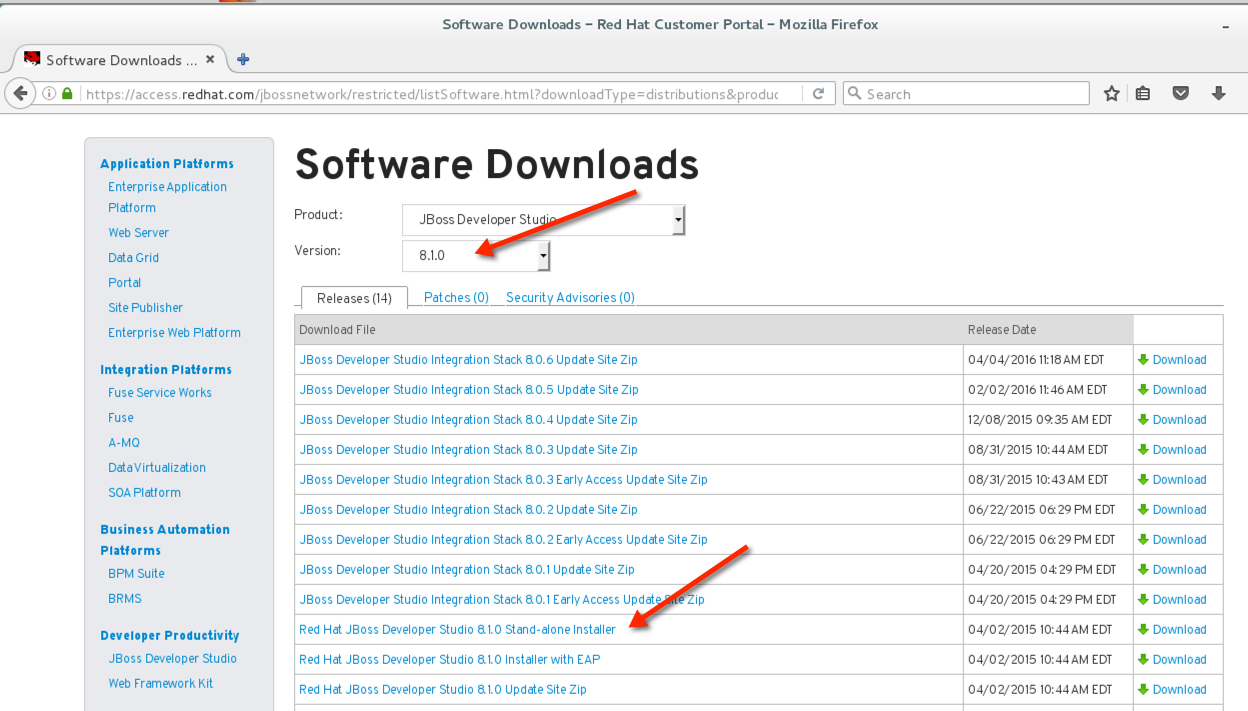 Software Downloads – Red Hat Customer Portal – Mozilla Firefox
Software Downloads ...
https://access.redhat.com/jbossnetwork/restricted/listSoftware.html?downloadType=distributions&produc
Search
Application Platforms
Enterprise Application
Platform
Web Server
Data Grid
Portal
Site Publisher
Enterprise Web Platform
Integration Platforms
Fuse Service Works
Fuse
A-MQ
Data Virtualization
SOA Platform
Business Automation
Platforms
BPM Suite
BRMS
Developer Productivity
JBoss Developer Studio
Web Framework Kit
Software Downloads
Product: JBoss Developer Studio
Version: 8.1.0
Releases (14) Patches (0) Security Advisories (0)
Download File Release Date
JBoss Developer Studio Integration Stack 8.0.6 Update Site Zip 04/04/2016 11:18 AM EDT Download
JBoss Developer Studio Integration Stack 8.0.5 Update Site Zip 02/02/2016 11:46 AM EDT Download
JBoss Developer Studio Integration Stack 8.0.4 Update Site Zip 12/08/2015 09:35 AM EDT Download
JBoss Developer Studio Integration Stack 8.0.3 Update Site Zip 08/31/2015 10:44 AM EDT Download
JBoss Developer Studio Integration Stack 8.0.3 Early Access Update Site Zip 08/31/2015 10:43 AM EDT Download
JBoss Developer Studio Integration Stack 8.0.2 Update Site Zip 06/22/2015 06:29 PM EDT Download
JBoss Developer Studio Integration Stack 8.0.2 Early Access Update Site Zip 06/22/2015 06:29 PM EDT Download
JBoss Developer Studio Integration Stack 8.0.1 Update Site Zip 04/20/2015 04:29 PM EDT Download
JBoss Developer Studio Integration Stack 8.0.1 Early Access Update Site Zip 04/20/2015 04:29 PM EDT Download
Red Hat JBoss Developer Studio 8.1.0 Stand-alone Installer 04/02/2015 10:44 AM EDT Download
Red Hat JBoss Developer Studio 8.1.0 Installer with EAP 04/02/2015 10:44 AM EDT Download
Red Hat JBoss Developer Studio 8.1.0 Update Site Zip 04/02/2015 10:44 AM EDT Download